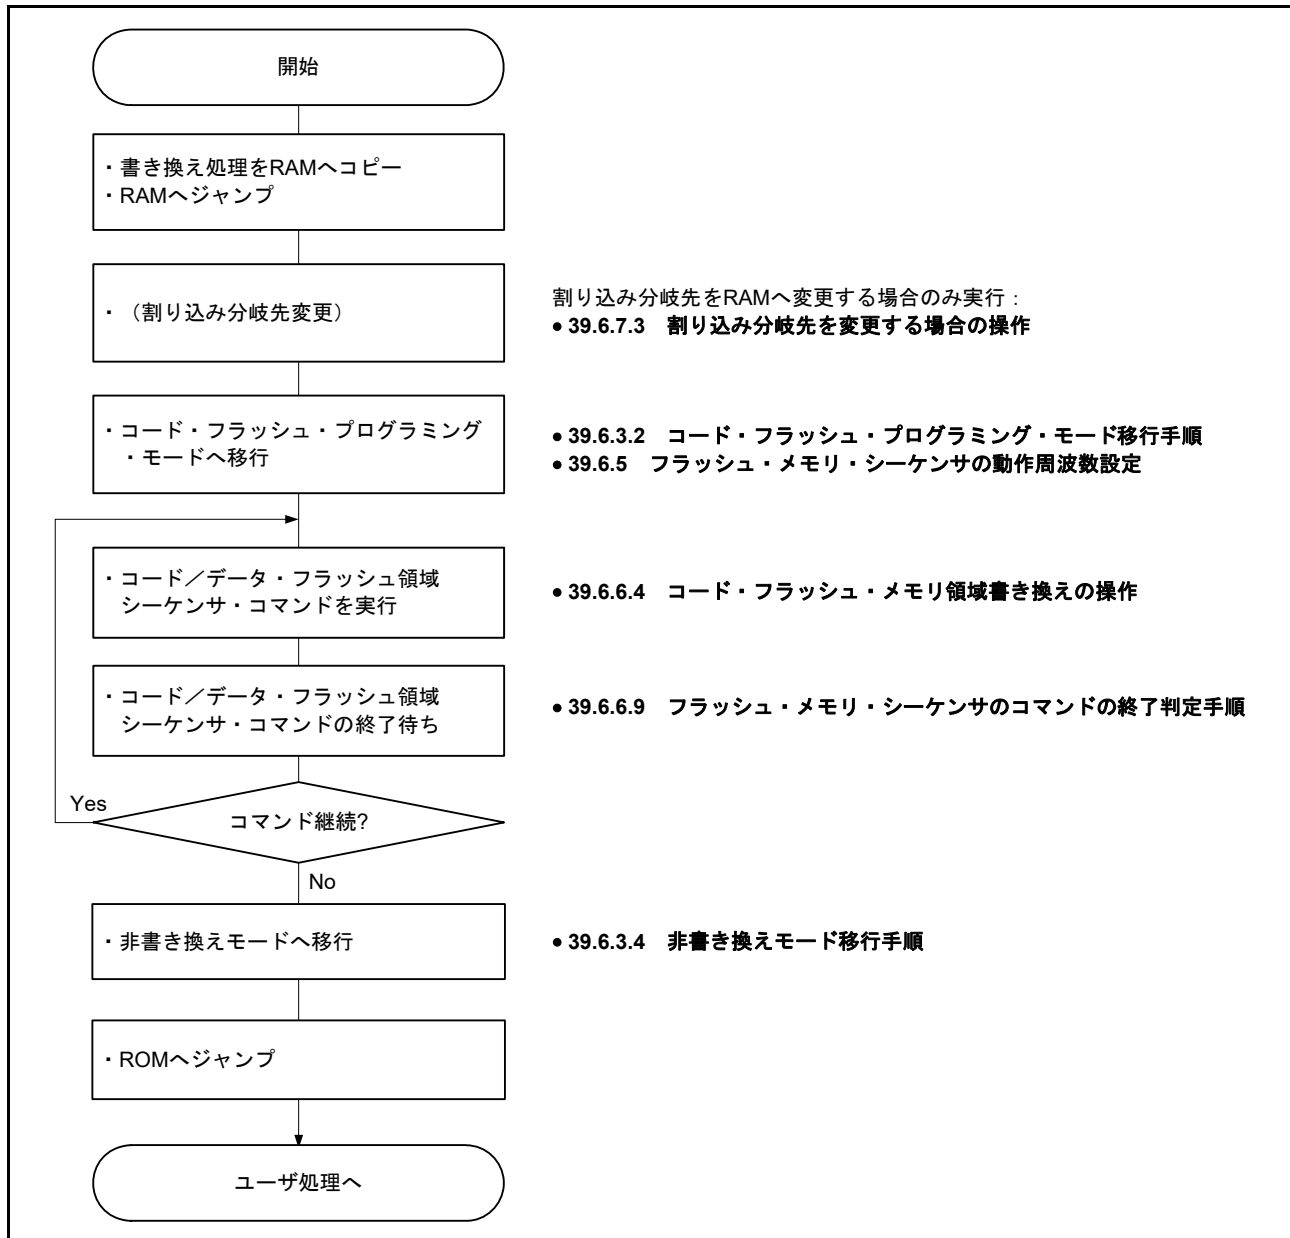 開始
・書き換え処理をRAMへコピー
・RAMへジャンプ
・（割り込み分岐先変更）
割り込み分岐先をRAMへ変更する場合のみ実行：
● 39.6.7.3 割り込み分岐先を変更する場合の操作
・コード・フラッシュ・プログラミング
・モードへ移行
● 39.6.3.2 コード・フラッシュ・プログラミング・モード移行手順
● 39.6.5 フラッシュ・メモリ・シーケンサの動作周波数設定
・コード／データ・フラッシュ領域
シーケンサ・コマンドを実行
● 39.6.6.4 コード・フラッシュ・メモリ領域書き換えの操作
・コード／データ・フラッシュ領域
シーケンサ・コマンドの終了待ち
● 39.6.6.9 フラッシュ・メモリ・シーケンサのコマンドの終了判定手順
Yes
コマンド継続?
No
・非書き換えモードへ移行
● 39.6.3.4 非書き換えモード移行手順
・ROMへジャンプ
ユーザ処理へ